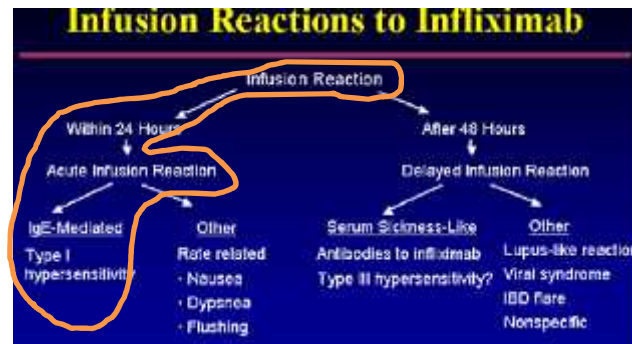 Infusion Reactions to Infliximab
Infusion Reaction
Within 24 Hours
After 48 Hours
Acute Infusion Reaction
Delayed Infusion Reaction
IgE-Mediated
Type I
hypersensitivity
Other
Rate related
· Nausea
· Dypsnea
· Flushing
Serum Sickness-Like
Antibodies to infliximab
Type III hypersensitivity?
Other
Lupus-like reaction
Viral syndrome
IBD flare
Nonspecific